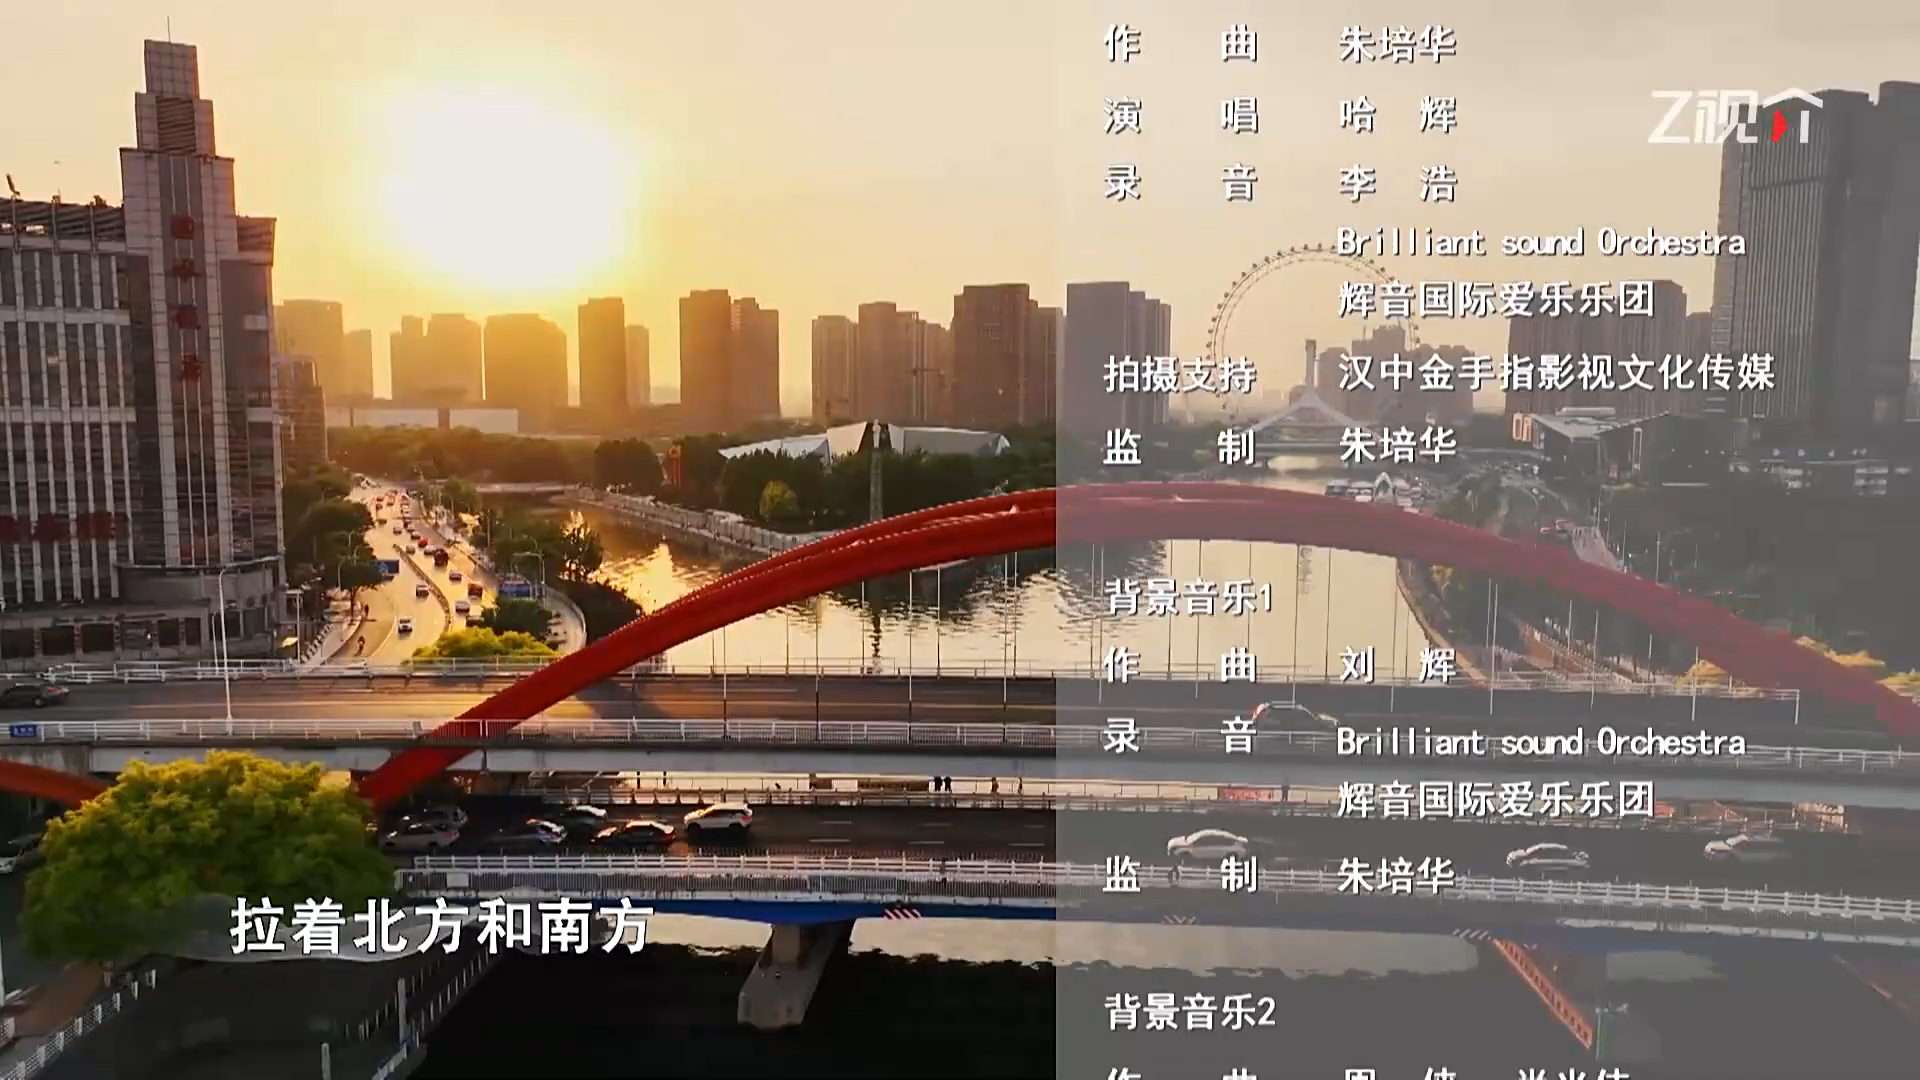 作曲 朱培华
演唱 哈辉
Z视介
录音 李浩
Brilliant sound Orchestra
辉音国际爱乐乐团
拍摄支持 汉中金手指影视文化传媒
监制 朱培华
背景音乐1
作曲 刘辉
录音 Brilliant sound Orchestra
辉音国际爱乐乐团
监制 朱培华
拉着北方和南方
背景音乐2
作曲